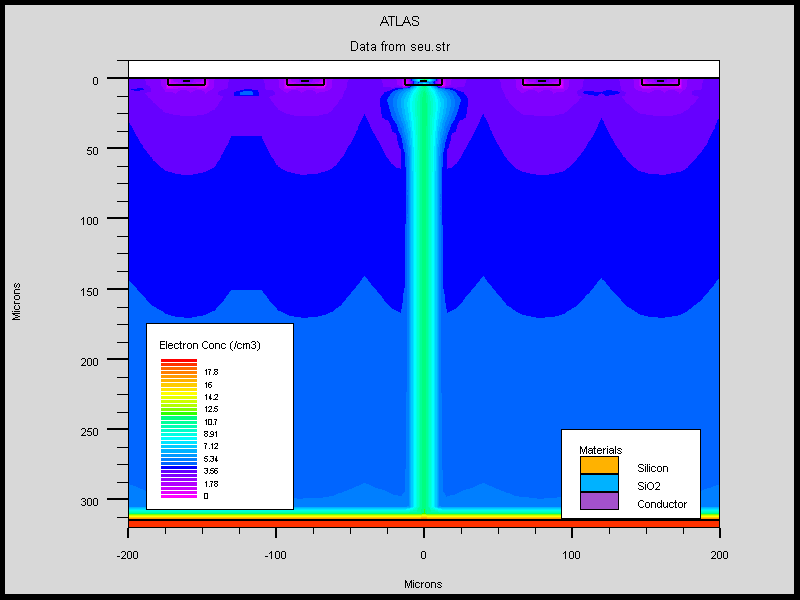 ATLAS
Data from seu.str
0
50
100
150
200
250
300
Microns
Electron Conc (/cm3)
17.8
16
14.2
12.5
10.7
8.91
7.12
5.34
3.56
1.78
0
Materials
Silicon
SiO2
Conductor
-200
-100
0
100
200
Microns